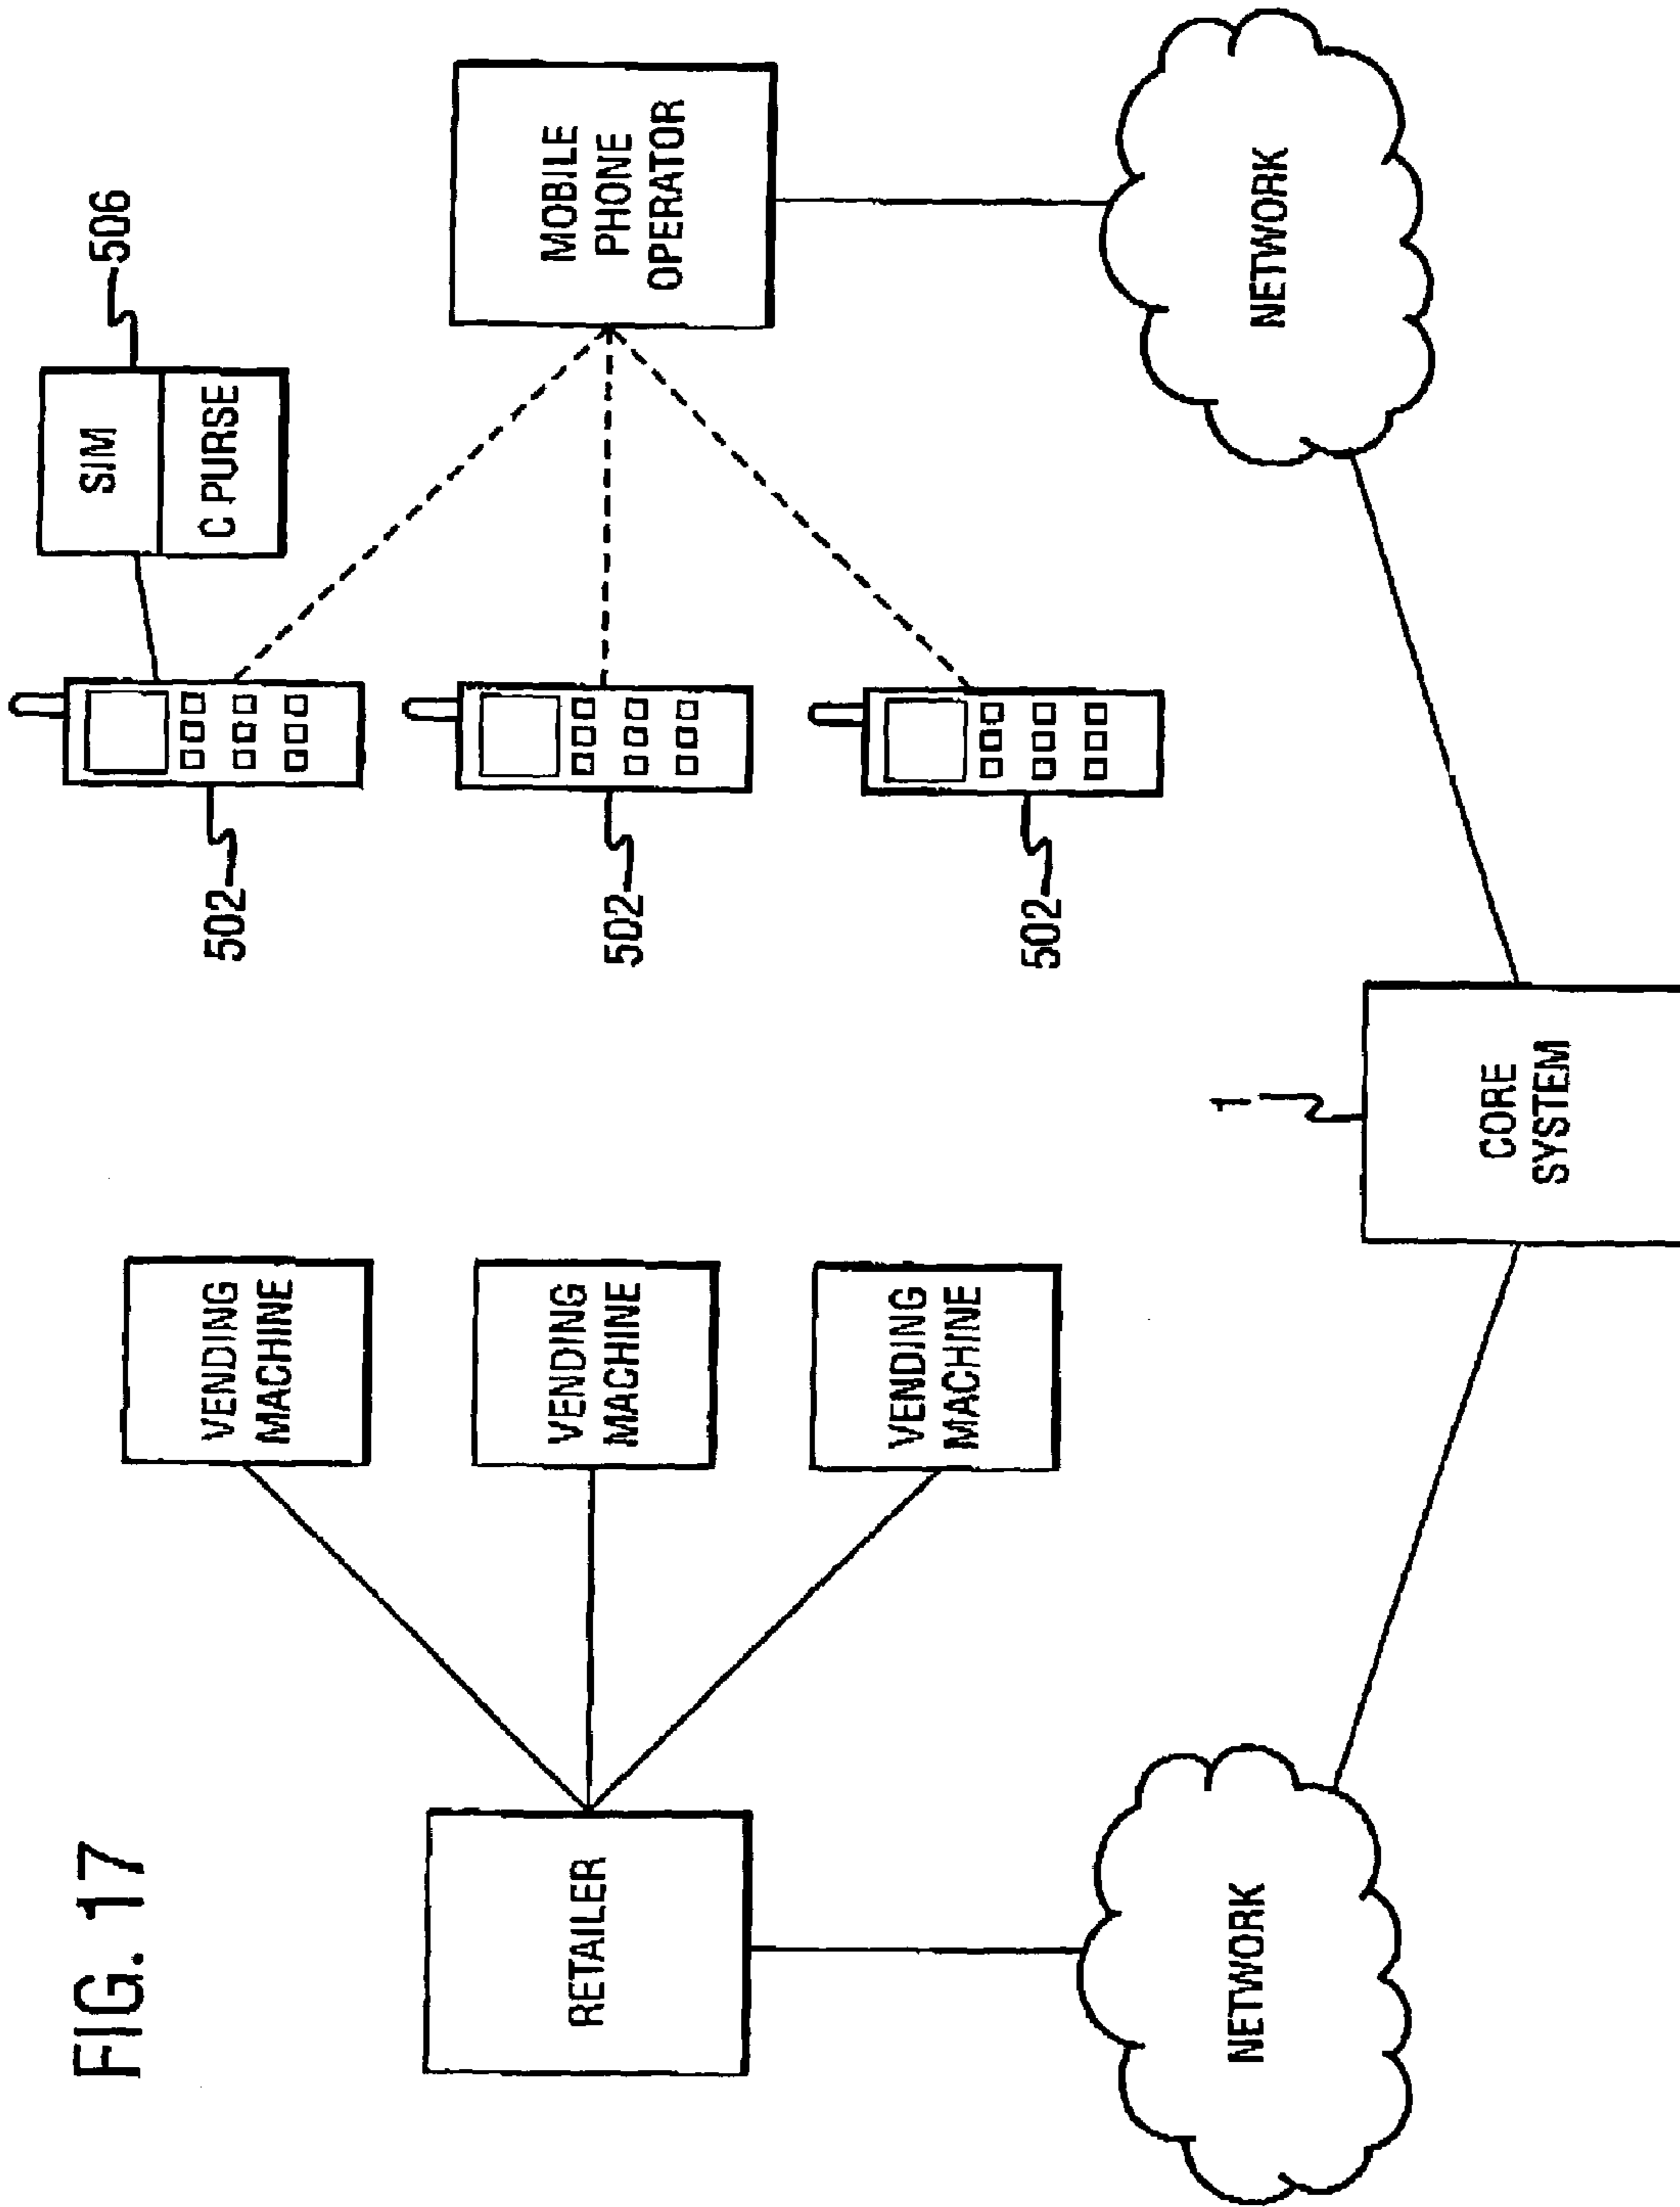 FIG. 17
VENDING
MACHINE
VENDING
MACHINE
VENDING
MACHINE
RETAILER
NETWORK
1
CORE
SYSTEM
502
502
502
SIM
C PURSE
506
MOBILE
PHONE
OPERATOR
NETWORK